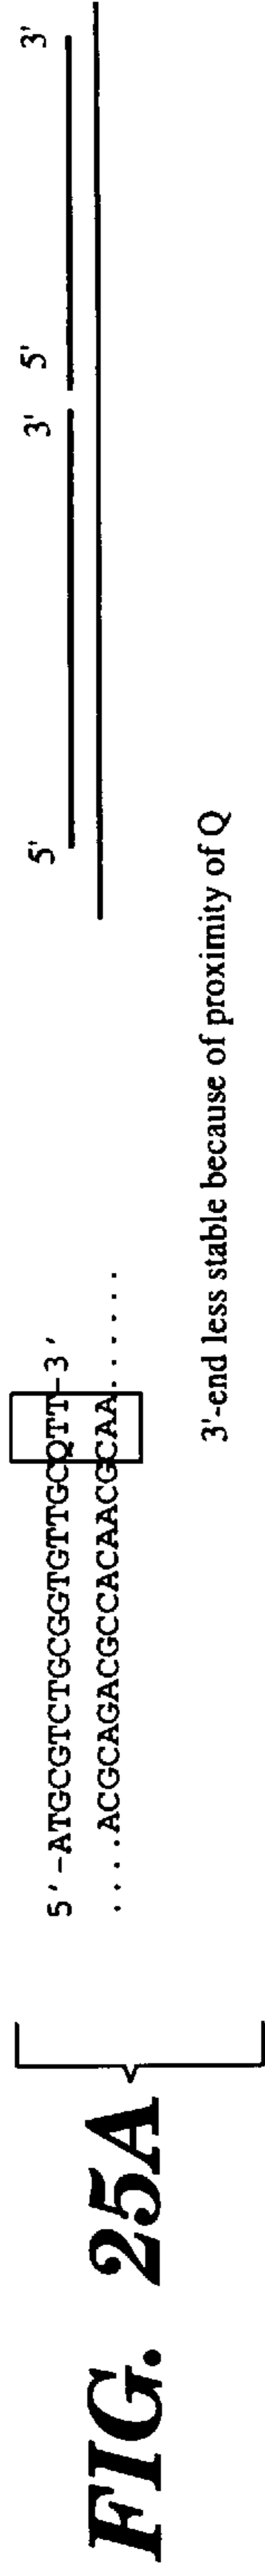 FIG. 25A
5'-ATGCGTCTGCGGTGTTGCQTT-3'
....ACGCAGACGCCACAACGCAA......
5' 3' 5' 3'
3'-end less stable because of proximity of Q